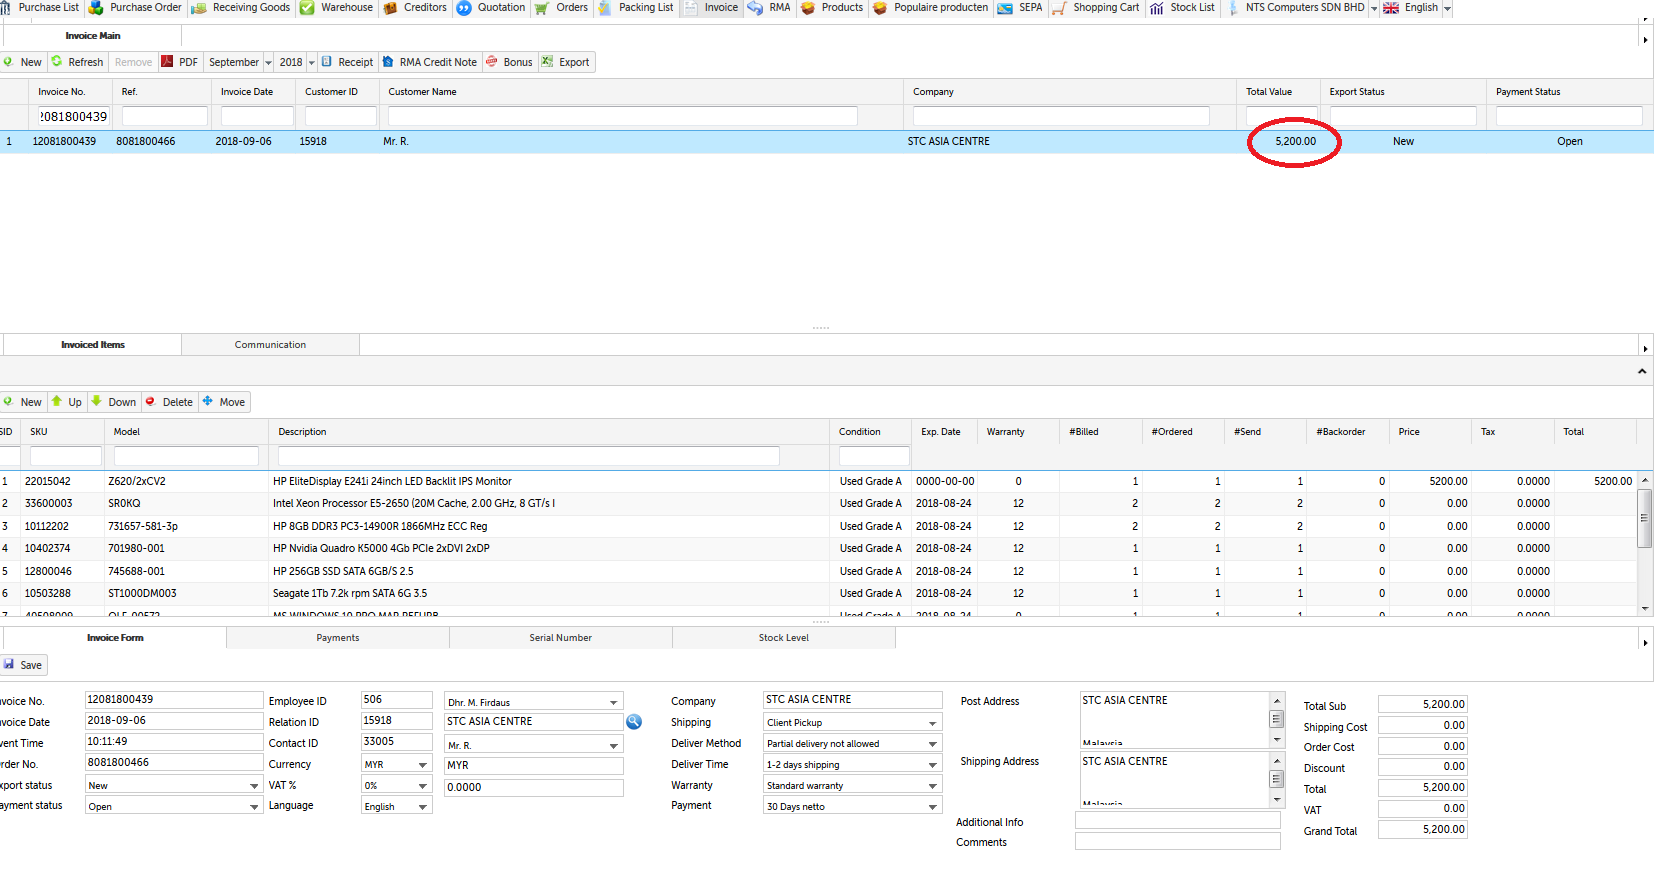 Purchase List Purchase Order Receiving Goods Warehouse Creditors Quotation Orders Packing List Invoice RMA Products Populaire producten SEPA Shopping Cart Stock List NTS Computers SDN BHD English
Invoice Main
New Refresh Remove PDF September 2018 Receipt RMA Credit Note Bonus Export
Invoice No. Ref. Invoice Date Customer ID Customer Name Company Total Value Export Status Payment Status
2081800439
1 12081800439 8081800466 2018-09-06 15918 Mr. R. STC ASIA CENTRE 5,200.00 New Open
Invoiced Items Communication
New Up Down Delete Move
SID SKU Model Description Condition Exp. Date Warranty #Billed #Ordered #Send #Backorder Price Tax Total
1 22015042 Z620/2xCV2 HP EliteDisplay E241i 24inch LED Backlit IPS Monitor Used Grade A 0000-00-00 0 1 1 1 0 5200.00 0.0000 5200.00
2 33600003 SR0KQ Intel Xeon Processor E5-2650 (20M Cache, 2.00 GHz, 8 GT/s I Used Grade A 2018-08-24 12 2 2 2 0 0.00 0.0000
3 10112202 731657-581-3p HP 8GB DDR3 PC3-14900R 1866MHz ECC Reg Used Grade A 2018-08-24 12 2 2 2 0 0.00 0.0000
4 10402374 701980-001 HP Nvidia Quadro K5000 4Gb PCIe 2xDVI 2xDP Used Grade A 2018-08-24 12 1 1 1 0 0.00 0.0000
5 12800046 745688-001 HP 256GB SSD SATA 6GB/S 2.5 Used Grade A 2018-08-24 12 1 1 1 0 0.00 0.0000
6 10503288 ST1000DM003 Seagate 1Tb 7.2k rpm SATA 6G 3.5 Used Grade A 2018-08-24 12 1 1 1 0 0.00 0.0000
7 40508009 QLF-00572 MS WINDOWS 10 PRO MAR REFURB Used Grade A 2018-08-24 0 1 1 1 0 0.00 0.0000
Invoice Form Payments Serial Number Stock Level
Save
nvoice No. 12081800439 Employee ID 506 Dhr. M. Firdaus Company STC ASIA CENTRE Post Address STC ASIA CENTRE Total Sub 5,200.00
nvoice Date 2018-09-06 Relation ID 15918 STC ASIA CENTRE Shipping Client Pickup Shipping Cost 0.00
vent Time 10:11:49 Contact ID 33005 Mr. R. Deliver Method Partial delivery not allowed Malaysia Order Cost 0.00
rder No. 8081800466 Currency MYR MYR Deliver Time 1-2 days shipping Shipping Address STC ASIA CENTRE Discount 0.00
xport status New VAT % 0% 0.0000 Warranty Standard warranty Total 5,200.00
ayment status Open Language English Payment 30 Days netto Malaysia VAT 0.00
Additional Info Grand Total 5,200.00
Comments